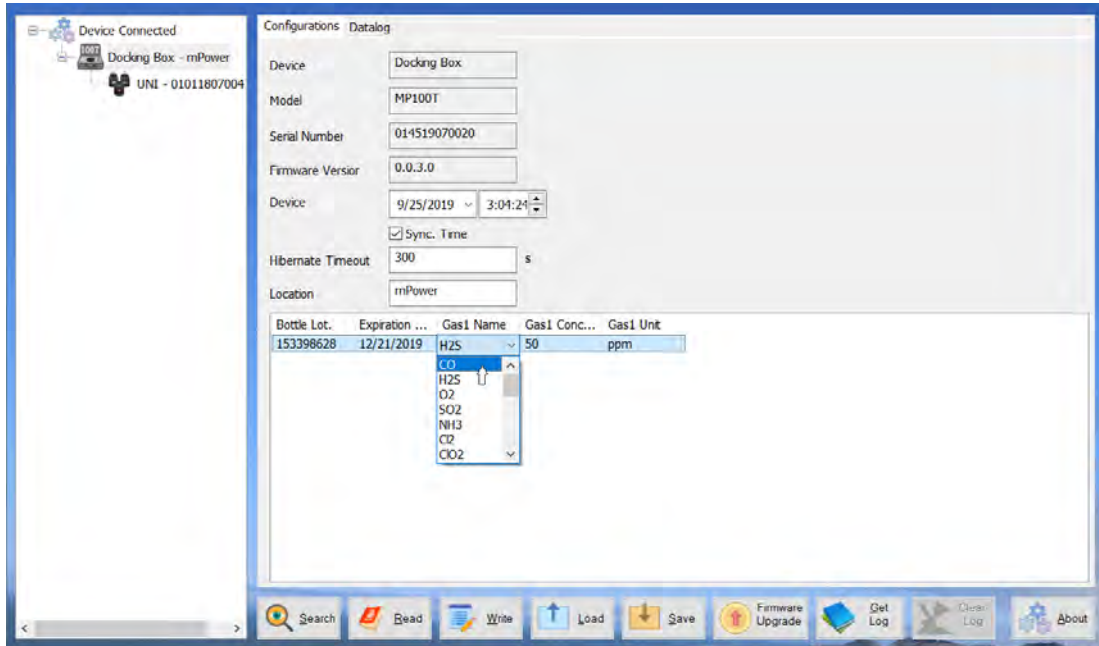 Device Connected
100T
Docking Box - mPower
UNI - 01011807004
Configurations Datalog
Device Docking Box
Model MP100T
Serial Number 014519070020
Firmware Versior 0.0.3.0
Device 9/25/2019 3:04:24
Sync. Time
Hibernate Timeout 300 s
Location mPower
Bottle Lot. Expiration ... Gas1 Name Gas1 Conc... Gas1 Unit
153398628 12/21/2019 H2S 50 ppm
CO
H2S
O2
SO2
NH3
Cl2
ClO2
Search Read Write Load Save Firmware Upgrade Get Log Clear Log About